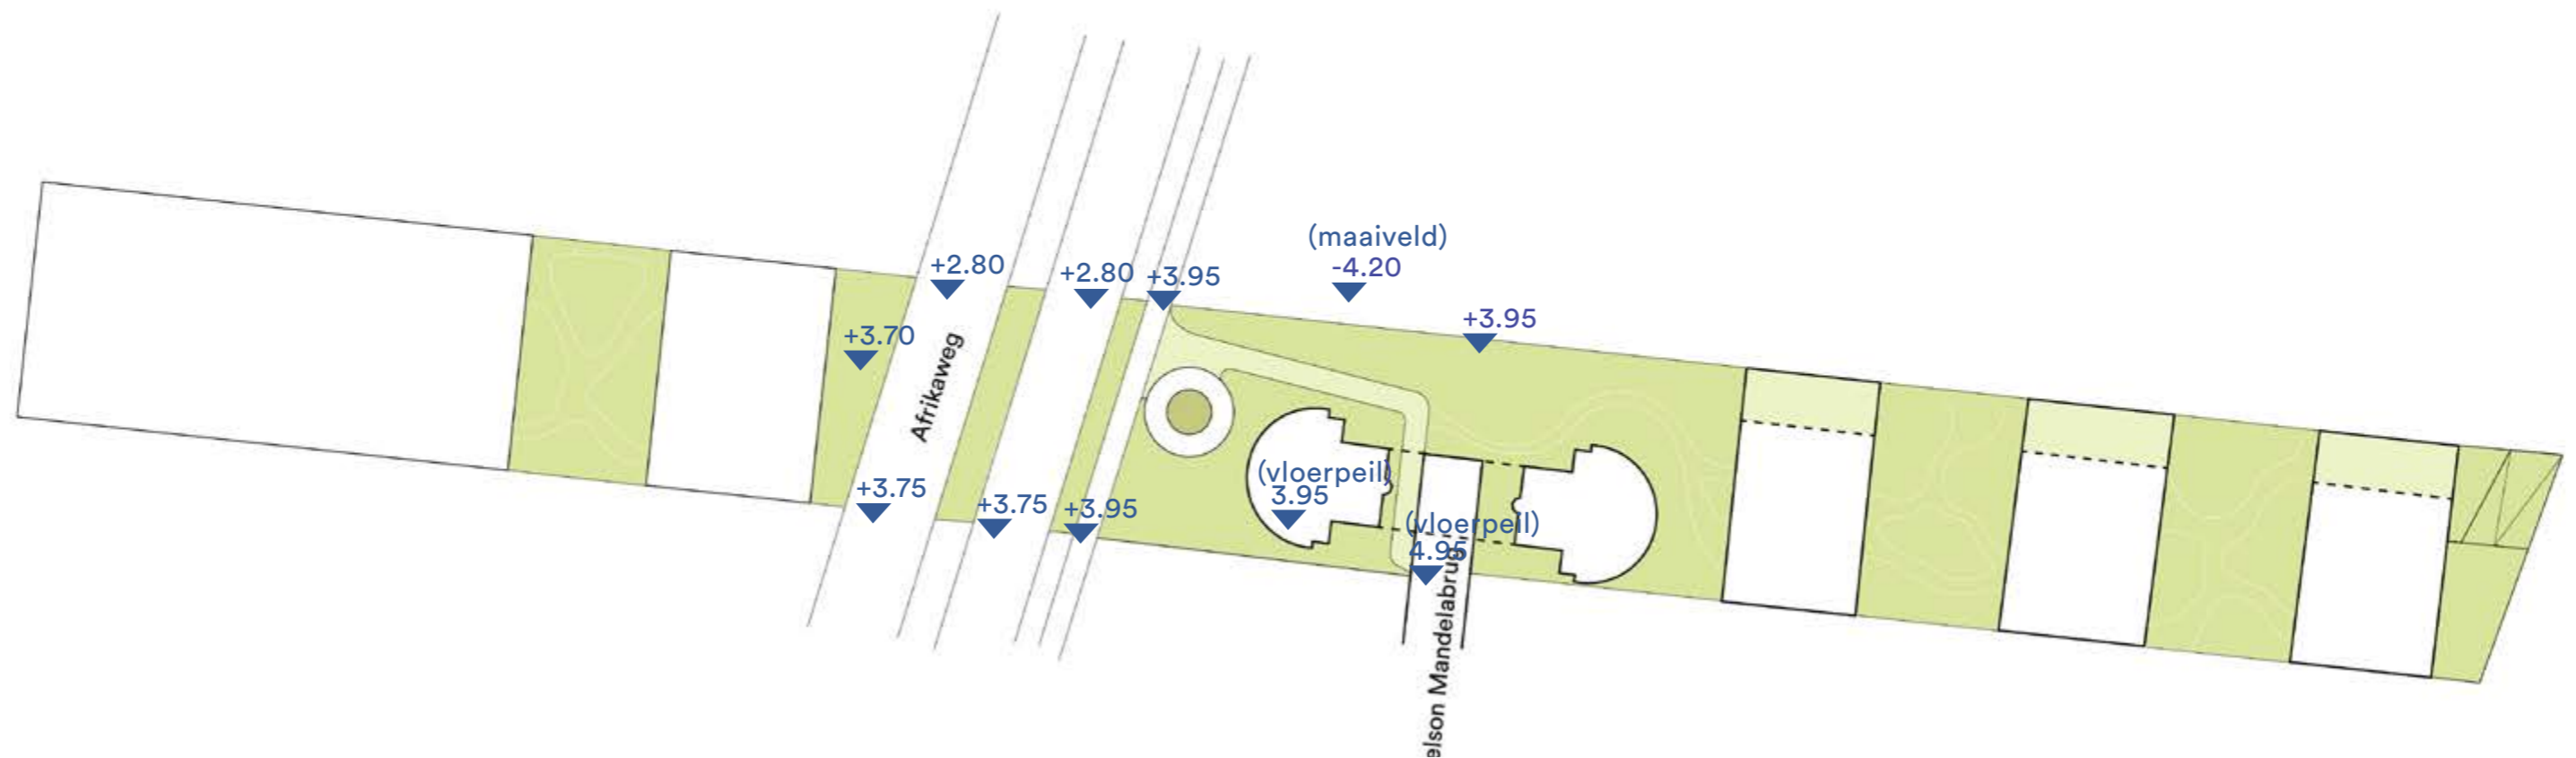 (maaiveld)
-4.20
+2.80
+2.80
+3.95
+3.95
+3.70
Afrikaweg
(vloerpeil)
3.95
+3.75
+3.75
+3.95
(vloerpeil)
4.95
elson Mandelabrug